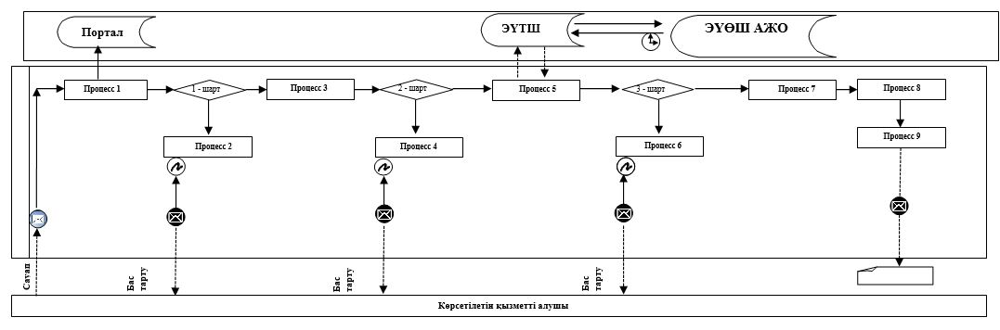 Портал
ЭҮТШ
ЭҮӨШ АЖО
Процесс 1
1 - шарт
Процесс 3
2 - шарт
Процесс 5
3 - шарт
Процесс 7
Процесс 8
Процесс 2
Процесс 4
Процесс 6
Процесс 9
Сауап
Бас
тарту
Бас
тарту
Бас
тарту
Көрсетілетін қызметті алушы